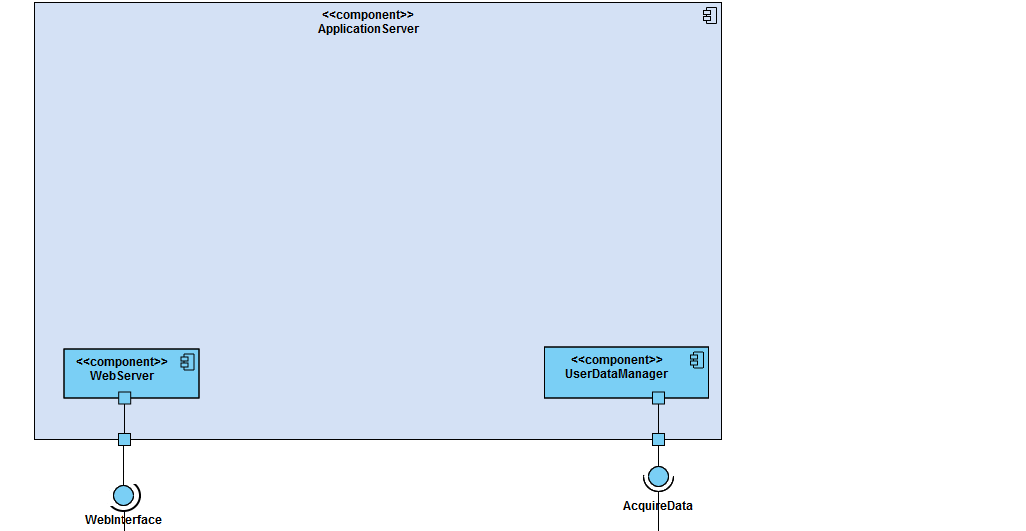 <<component>>
ApplicationServer
<<component>>
WebServer
<<component>>
UserDataManager
WebInterface
AcquireData